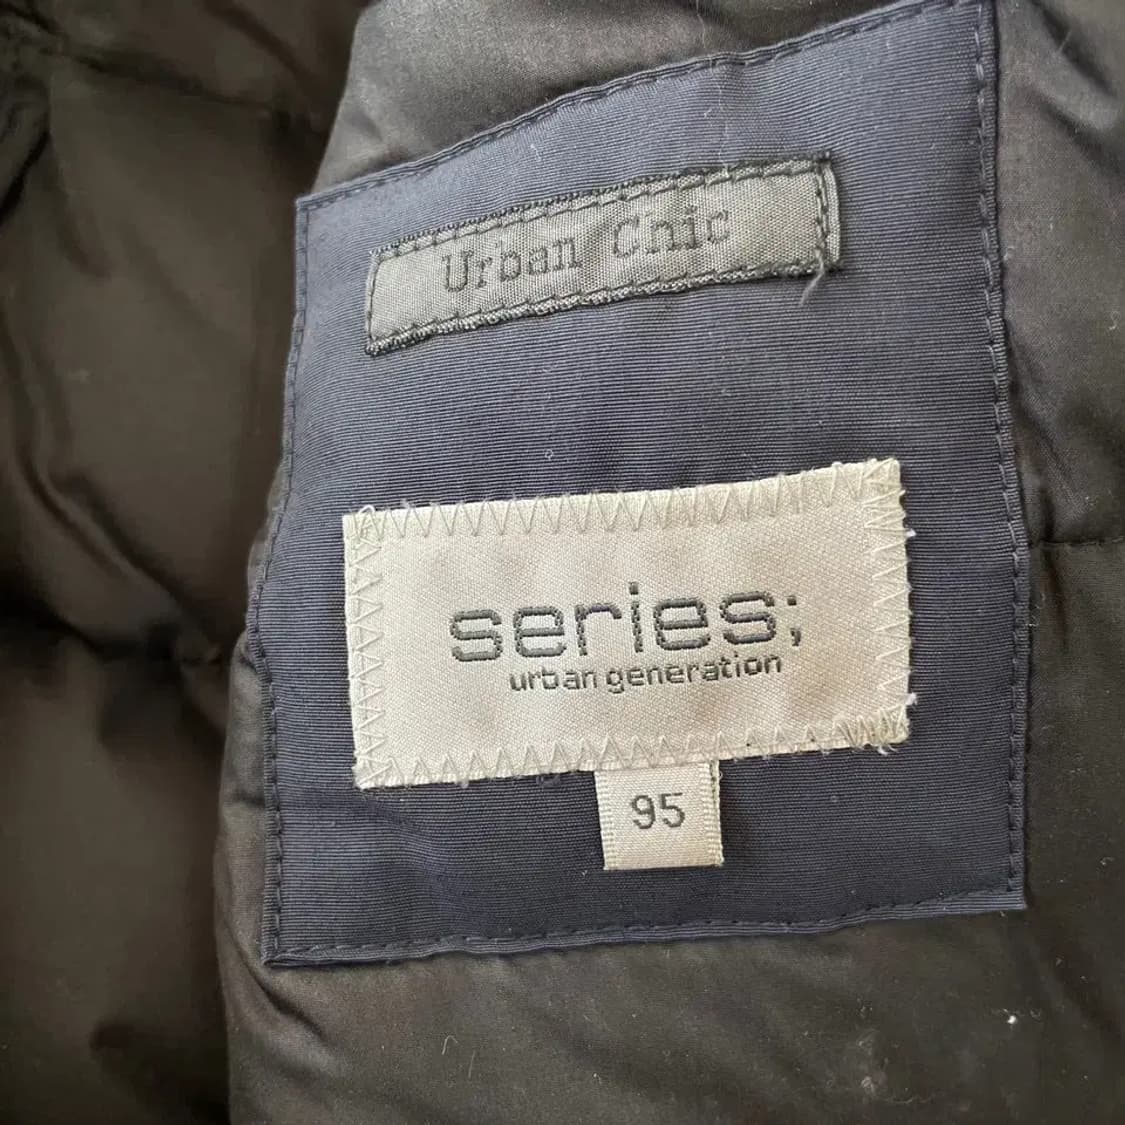 Urban Chic
series;
urban generation
95